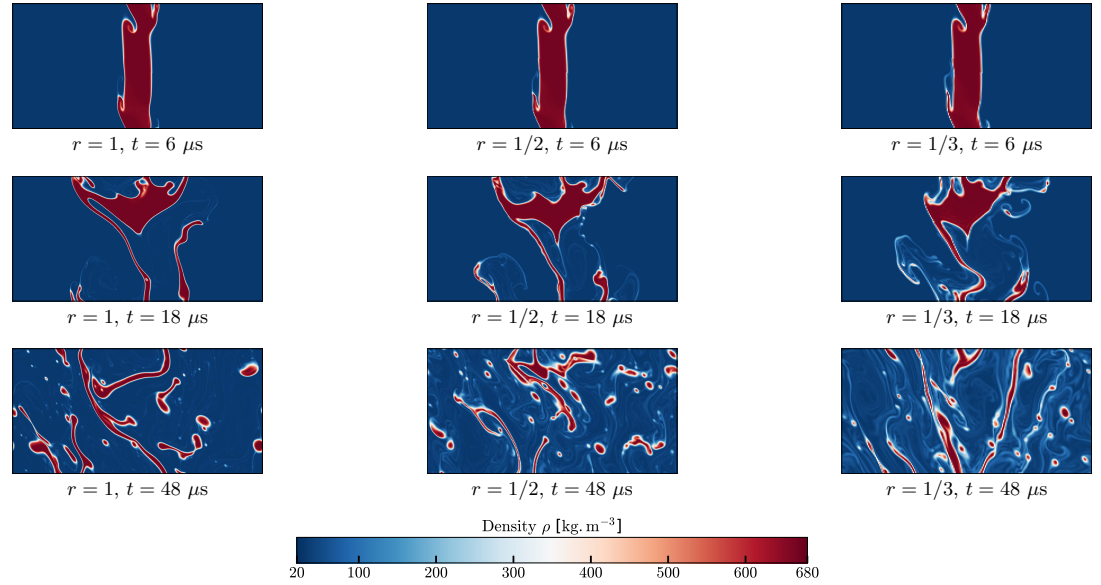 r = 1, t = 6 μs
r = 1/2, t = 6 μs
r = 1/3, t = 6 μs
r = 1, t = 18 μs
r = 1/2, t = 18 μs
r = 1/3, t = 18 μs
r = 1, t = 48 μs
r = 1/2, t = 48 μs
r = 1/3, t = 48 μs
Density ρ [kg. m⁻³]
20 100 200 300 400 500 600 680